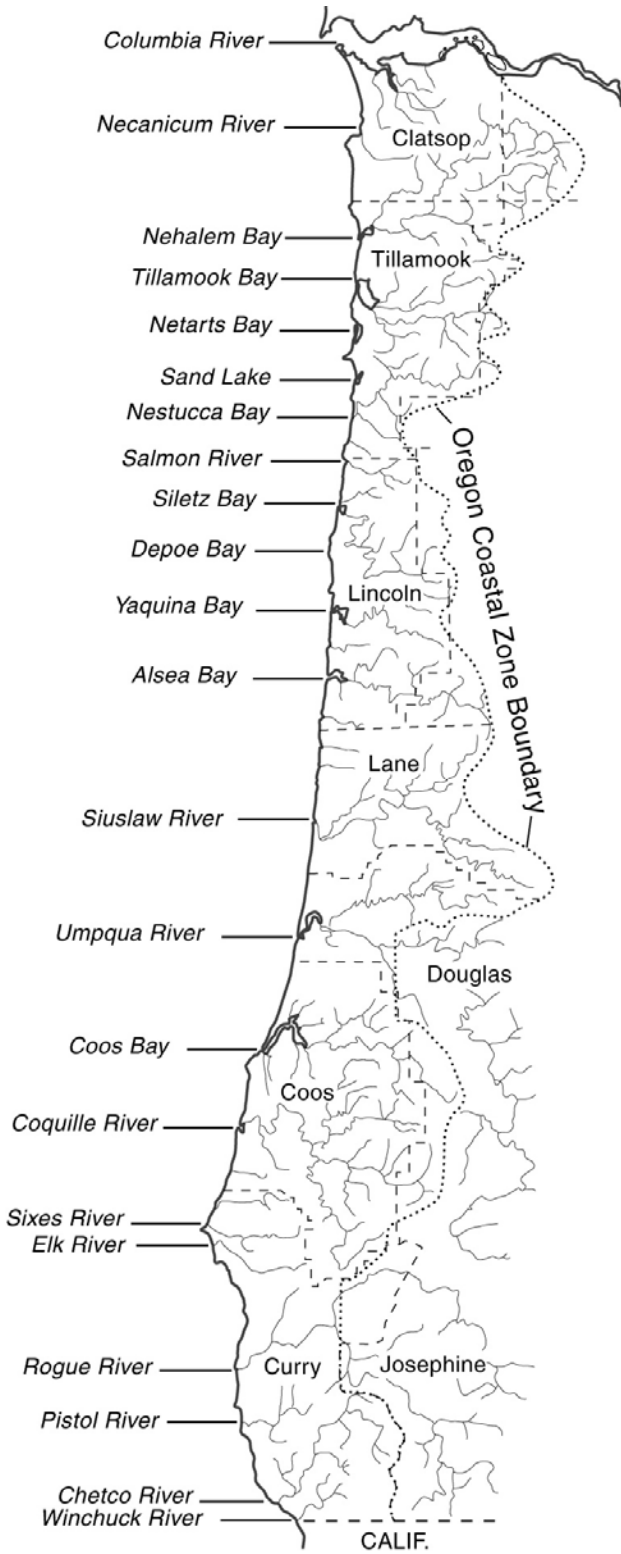 Columbia River
Necanicum River
Clatsop
Nehalem Bay
Tillamook
Tillamook Bay
Netarts Bay
Sand Lake
Nestucca Bay
Oregon Coastal Zone Boundary
Salmon River
Siletz Bay
Depoe Bay
Lincoln
Yaquina Bay
Alsea Bay
Lane
Siuslaw River
Umpqua River
Douglas
Coos Bay
Coos
Coquille River
Sixes River
Elk River
Rogue River
Curry
Josephine
Pistol River
Chetco River
Winchuck River
CALIF.